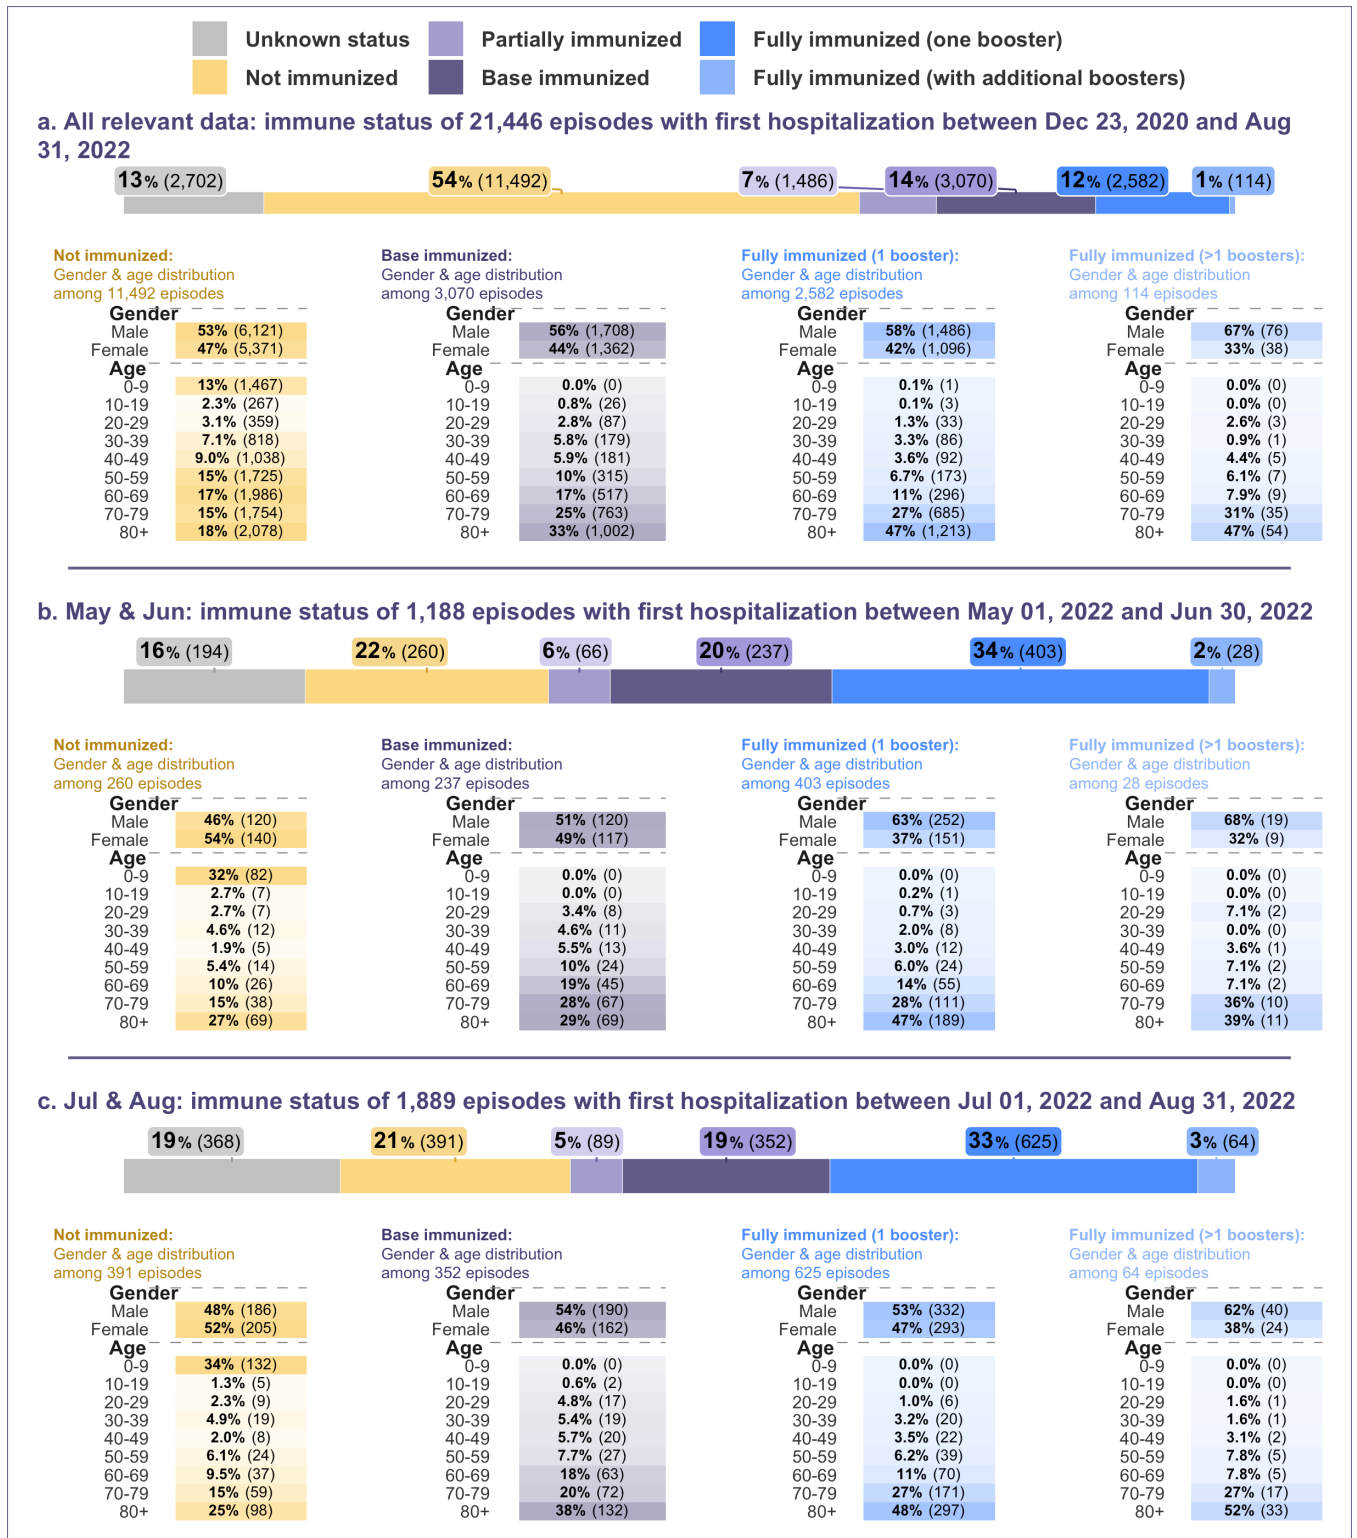 Unknown status Partially immunized Fully immunized (one booster)
Not immunized Base immunized Fully immunized (with additional boosters)
a. All relevant data: immune status of 21,446 episodes with first hospitalization between Dec 23, 2020 and Aug
31, 2022
13% (2,702) 54% (11,492) 7% (1,486) 14% (3,070) 12% (2,582) 1% (114)
Not immunized: Base immunized: Fully immunized (1 booster): Fully immunized (>1 boosters):
Gender & age distribution Gender & age distribution Gender & age distribution Gender & age distribution
among 11,492 episodes among 3,070 episodes among 2,582 episodes among 114 episodes
Gender Gender Gender Gender
Male 53% (6,121) Male 56% (1,708) Male 58% (1,486) Male 67% (76)
Female 47% (5,371) Female 44% (1,362) Female 42% (1,096) Female 33% (38)
Age Age Age Age
0-9 13% (1,467) 0-9 0.0% (0) 0-9 0.1% (1) 0-9 0.0% (0)
10-19 2.3% (267) 10-19 0.8% (26) 10-19 0.1% (3) 10-19 0.0% (0)
20-29 3.1% (359) 20-29 2.8% (87) 20-29 1.3% (33) 20-29 2.6% (3)
30-39 7.1% (818) 30-39 5.8% (179) 30-39 3.3% (86) 30-39 0.9% (1)
40-49 9.0% (1,038) 40-49 5.9% (181) 40-49 3.6% (92) 40-49 4.4% (5)
50-59 15% (1,725) 50-59 10% (315) 50-59 6.7% (173) 50-59 6.1% (7)
60-69 17% (1,986) 60-69 17% (517) 60-69 11% (296) 60-69 7.9% (9)
70-79 15% (1,754) 70-79 25% (763) 70-79 27% (685) 70-79 31% (35)
80+ 18% (2,078) 80+ 33% (1,002) 80+ 47% (1,213) 80+ 47% (54)
b. May & Jun: immune status of 1,188 episodes with first hospitalization between May 01, 2022 and Jun 30, 2022
16% (194) 22% (260) 6% (66) 20% (237) 34% (403) 2% (28)
Not immunized: Base immunized: Fully immunized (1 booster): Fully immunized (>1 boosters):
Gender & age distribution Gender & age distribution Gender & age distribution Gender & age distribution
among 260 episodes among 237 episodes among 403 episodes among 28 episodes
Gender Gender Gender Gender
Male 46% (120) Male 51% (120) Male 63% (252) Male 68% (19)
Female 54% (140) Female 49% (117) Female 37% (151) Female 32% (9)
Age Age Age Age
0-9 32% (82) 0-9 0.0% (0) 0-9 0.0% (0) 0-9 0.0% (0)
10-19 2.7% (7) 10-19 0.0% (0) 10-19 0.2% (1) 10-19 0.0% (0)
20-29 2.7% (7) 20-29 3.4% (8) 20-29 0.7% (3) 20-29 7.1% (2)
30-39 4.6% (12) 30-39 4.6% (11) 30-39 2.0% (8) 30-39 0.0% (0)
40-49 1.9% (5) 40-49 5.5% (13) 40-49 3.0% (12) 40-49 3.6% (1)
50-59 5.4% (14) 50-59 10% (24) 50-59 6.0% (24) 50-59 7.1% (2)
60-69 10% (26) 60-69 19% (45) 60-69 14% (55) 60-69 7.1% (2)
70-79 15% (38) 70-79 28% (67) 70-79 28% (111) 70-79 36% (10)
80+ 27% (69) 80+ 29% (69) 80+ 47% (189) 80+ 39% (11)
c. Jul & Aug: immune status of 1,889 episodes with first hospitalization between Jul 01, 2022 and Aug 31, 2022
19% (368) 21% (391) 5% (89) 19% (352) 33% (625) 3% (64)
Not immunized: Base immunized: Fully immunized (1 booster): Fully immunized (>1 boosters):
Gender & age distribution Gender & age distribution Gender & age distribution Gender & age distribution
among 391 episodes among 352 episodes among 625 episodes among 64 episodes
Gender Gender Gender Gender
Male 48% (186) Male 54% (190) Male 53% (332) Male 62% (40)
Female 52% (205) Female 46% (162) Female 47% (293) Female 38% (24)
Age Age Age Age
0-9 34% (132) 0-9 0.0% (0) 0-9 0.0% (0) 0-9 0.0% (0)
10-19 1.3% (5) 10-19 0.6% (2) 10-19 0.0% (0) 10-19 0.0% (0)
20-29 2.3% (9) 20-29 4.8% (17) 20-29 1.0% (6) 20-29 1.6% (1)
30-39 4.9% (19) 30-39 5.4% (19) 30-39 3.2% (20) 30-39 1.6% (1)
40-49 2.0% (8) 40-49 5.7% (20) 40-49 3.5% (22) 40-49 3.1% (2)
50-59 6.1% (24) 50-59 7.7% (27) 50-59 6.2% (39) 50-59 7.8% (5)
60-69 9.5% (37) 60-69 18% (63) 60-69 11% (70) 60-69 7.8% (5)
70-79 15% (59) 70-79 20% (72) 70-79 27% (171) 70-79 27% (17)
80+ 25% (98) 80+ 38% (132) 80+ 48% (297) 80+ 52% (33)